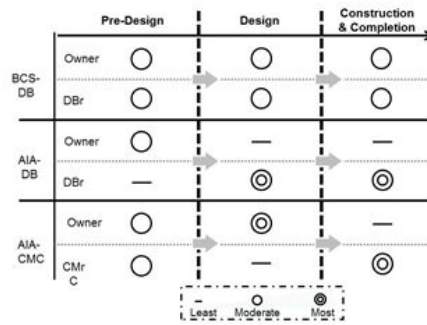 Pre-Design Design Construction
& Completion
BCS-
DB
Owner
DBr
AIA-
DB
Owner
DBr
AIA-
CMC
Owner
CMr
C
Least Moderate Most